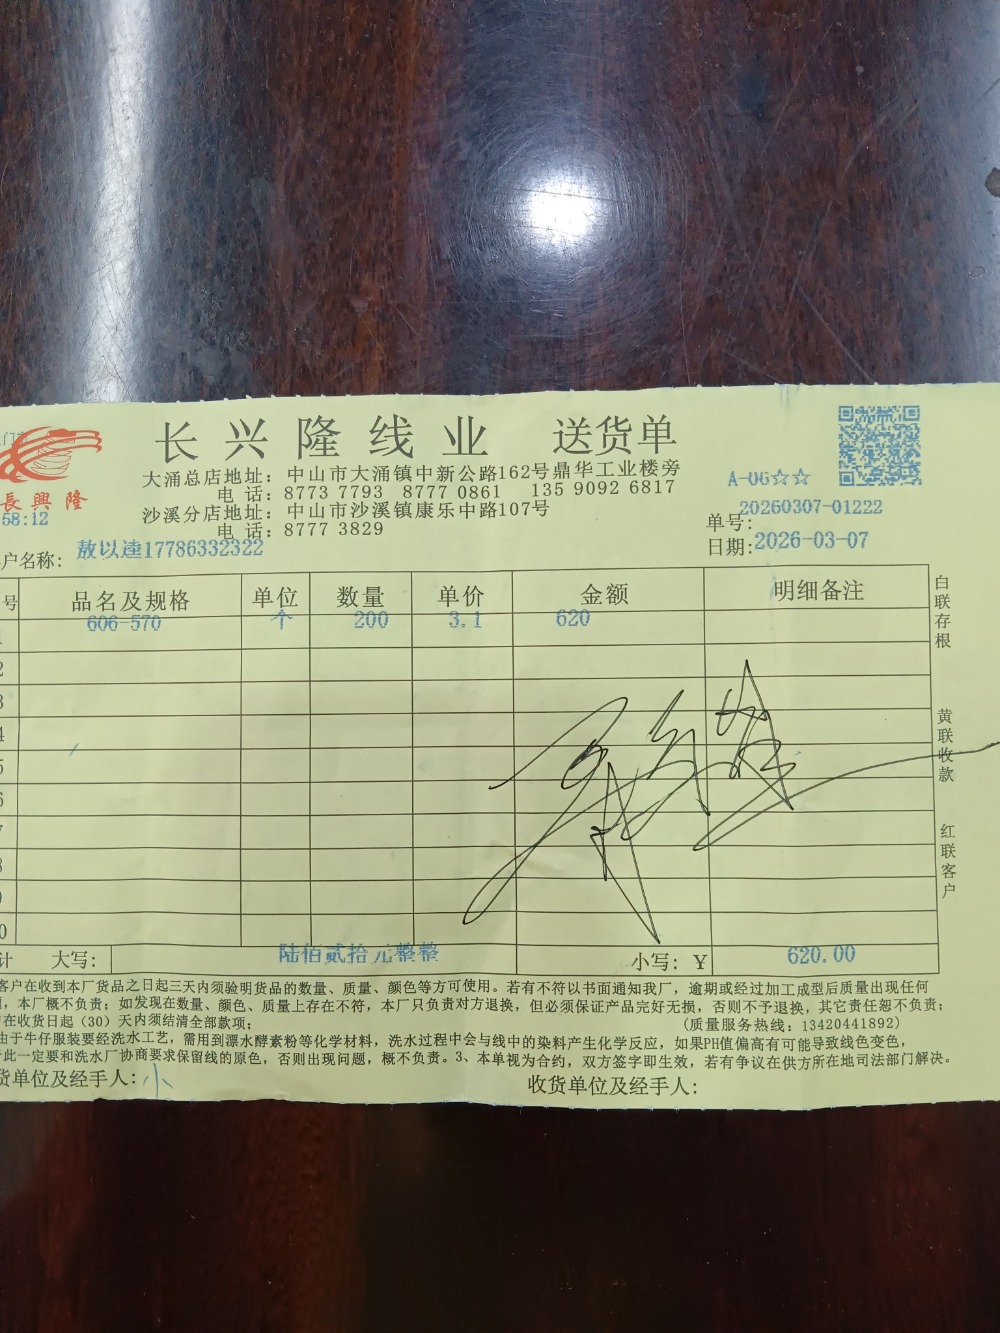 长兴隆线业 送货单
大涌总店地址：中山市大涌镇中新公路162号鼎华工业楼旁
电 话：8773 7793 8777 0861 135 9092 6817
沙溪分店地址：中山市沙溪镇康乐中路107号
电 话：8777 3829
長興隆
58:12
A-06☆☆
单号：20260307-01222
日期：2026-03-07
户名称：敖以達17786332322
号 品名及规格 单位 数量 单价 金额 明细备注
606-570 个 200 3.1 620
2
3
4
5
6
7
8
9
0
计 大写： 陆佰贰拾元整整 小写：￥ 620.00
白联存根
黄联收款
红联客户
客户在收到本厂货品之日起三天内须验明货品的数量、质量、颜色等方可使用。若有不符以书面通知我厂，逾期或经过加工成型后质量出现任何
，本厂概不负责；如发现在数量、颜色、质量上存在不符，本厂只负责对方退换，但必须保证产品完好无损，否则不予退换，其它责任恕不负责；
在收货日起（30）天内须结清全部款项； （质量服务热线：13420441892）
由于牛仔服装要经洗水工艺，需用到漂水酵素粉等化学材料，洗水过程中会与线中的染料产生化学反应，如果PH值偏高有可能导致线色变色，
此一定要和洗水厂协商要求保留线的原色，否则出现问题，概不负责。3、本单视为合约，双方签字即生效，若有争议在供方所在地司法部门解决。
货单位及经手人：小 收货单位及经手人：